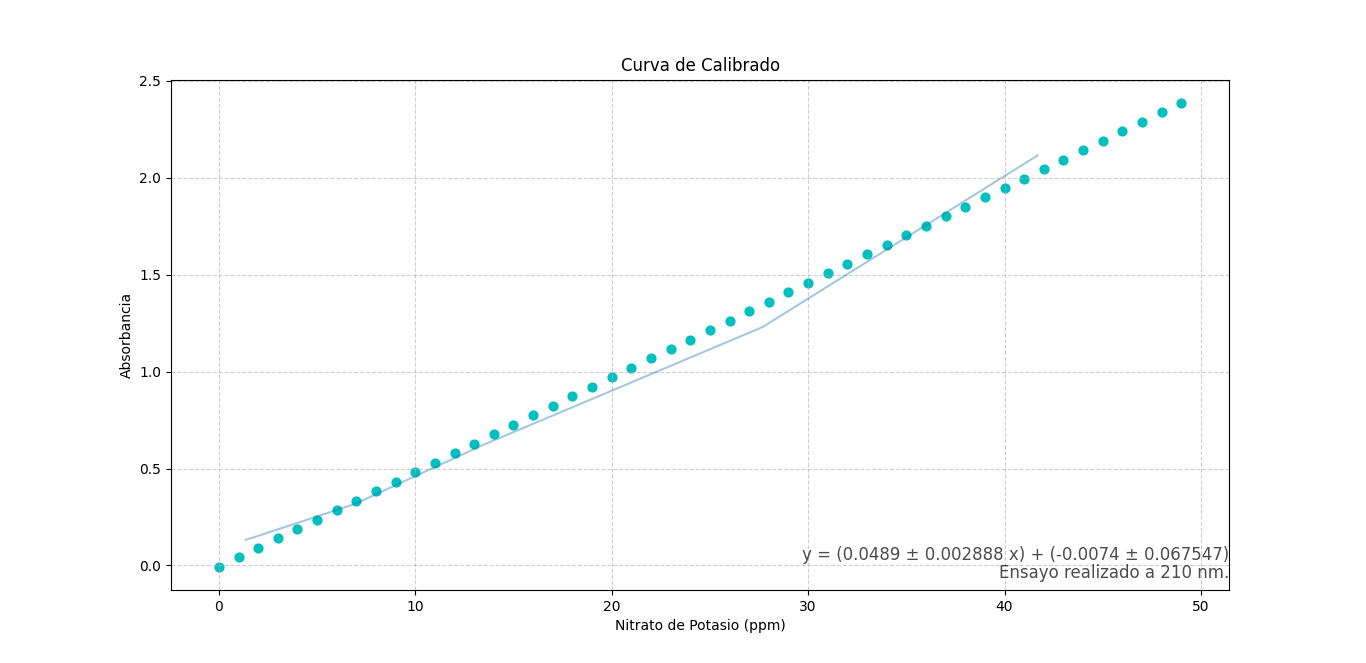 Curva de Calibrado
2.5
2.0
1.5
1.0
0.5
0.0
Absorbancia
y = (0.0489 ± 0.002888 x) + (-0.0074 ± 0.067547)
Ensayo realizado a 210 nm.
0 10 20 30 40 50
Nitrato de Potasio (ppm)